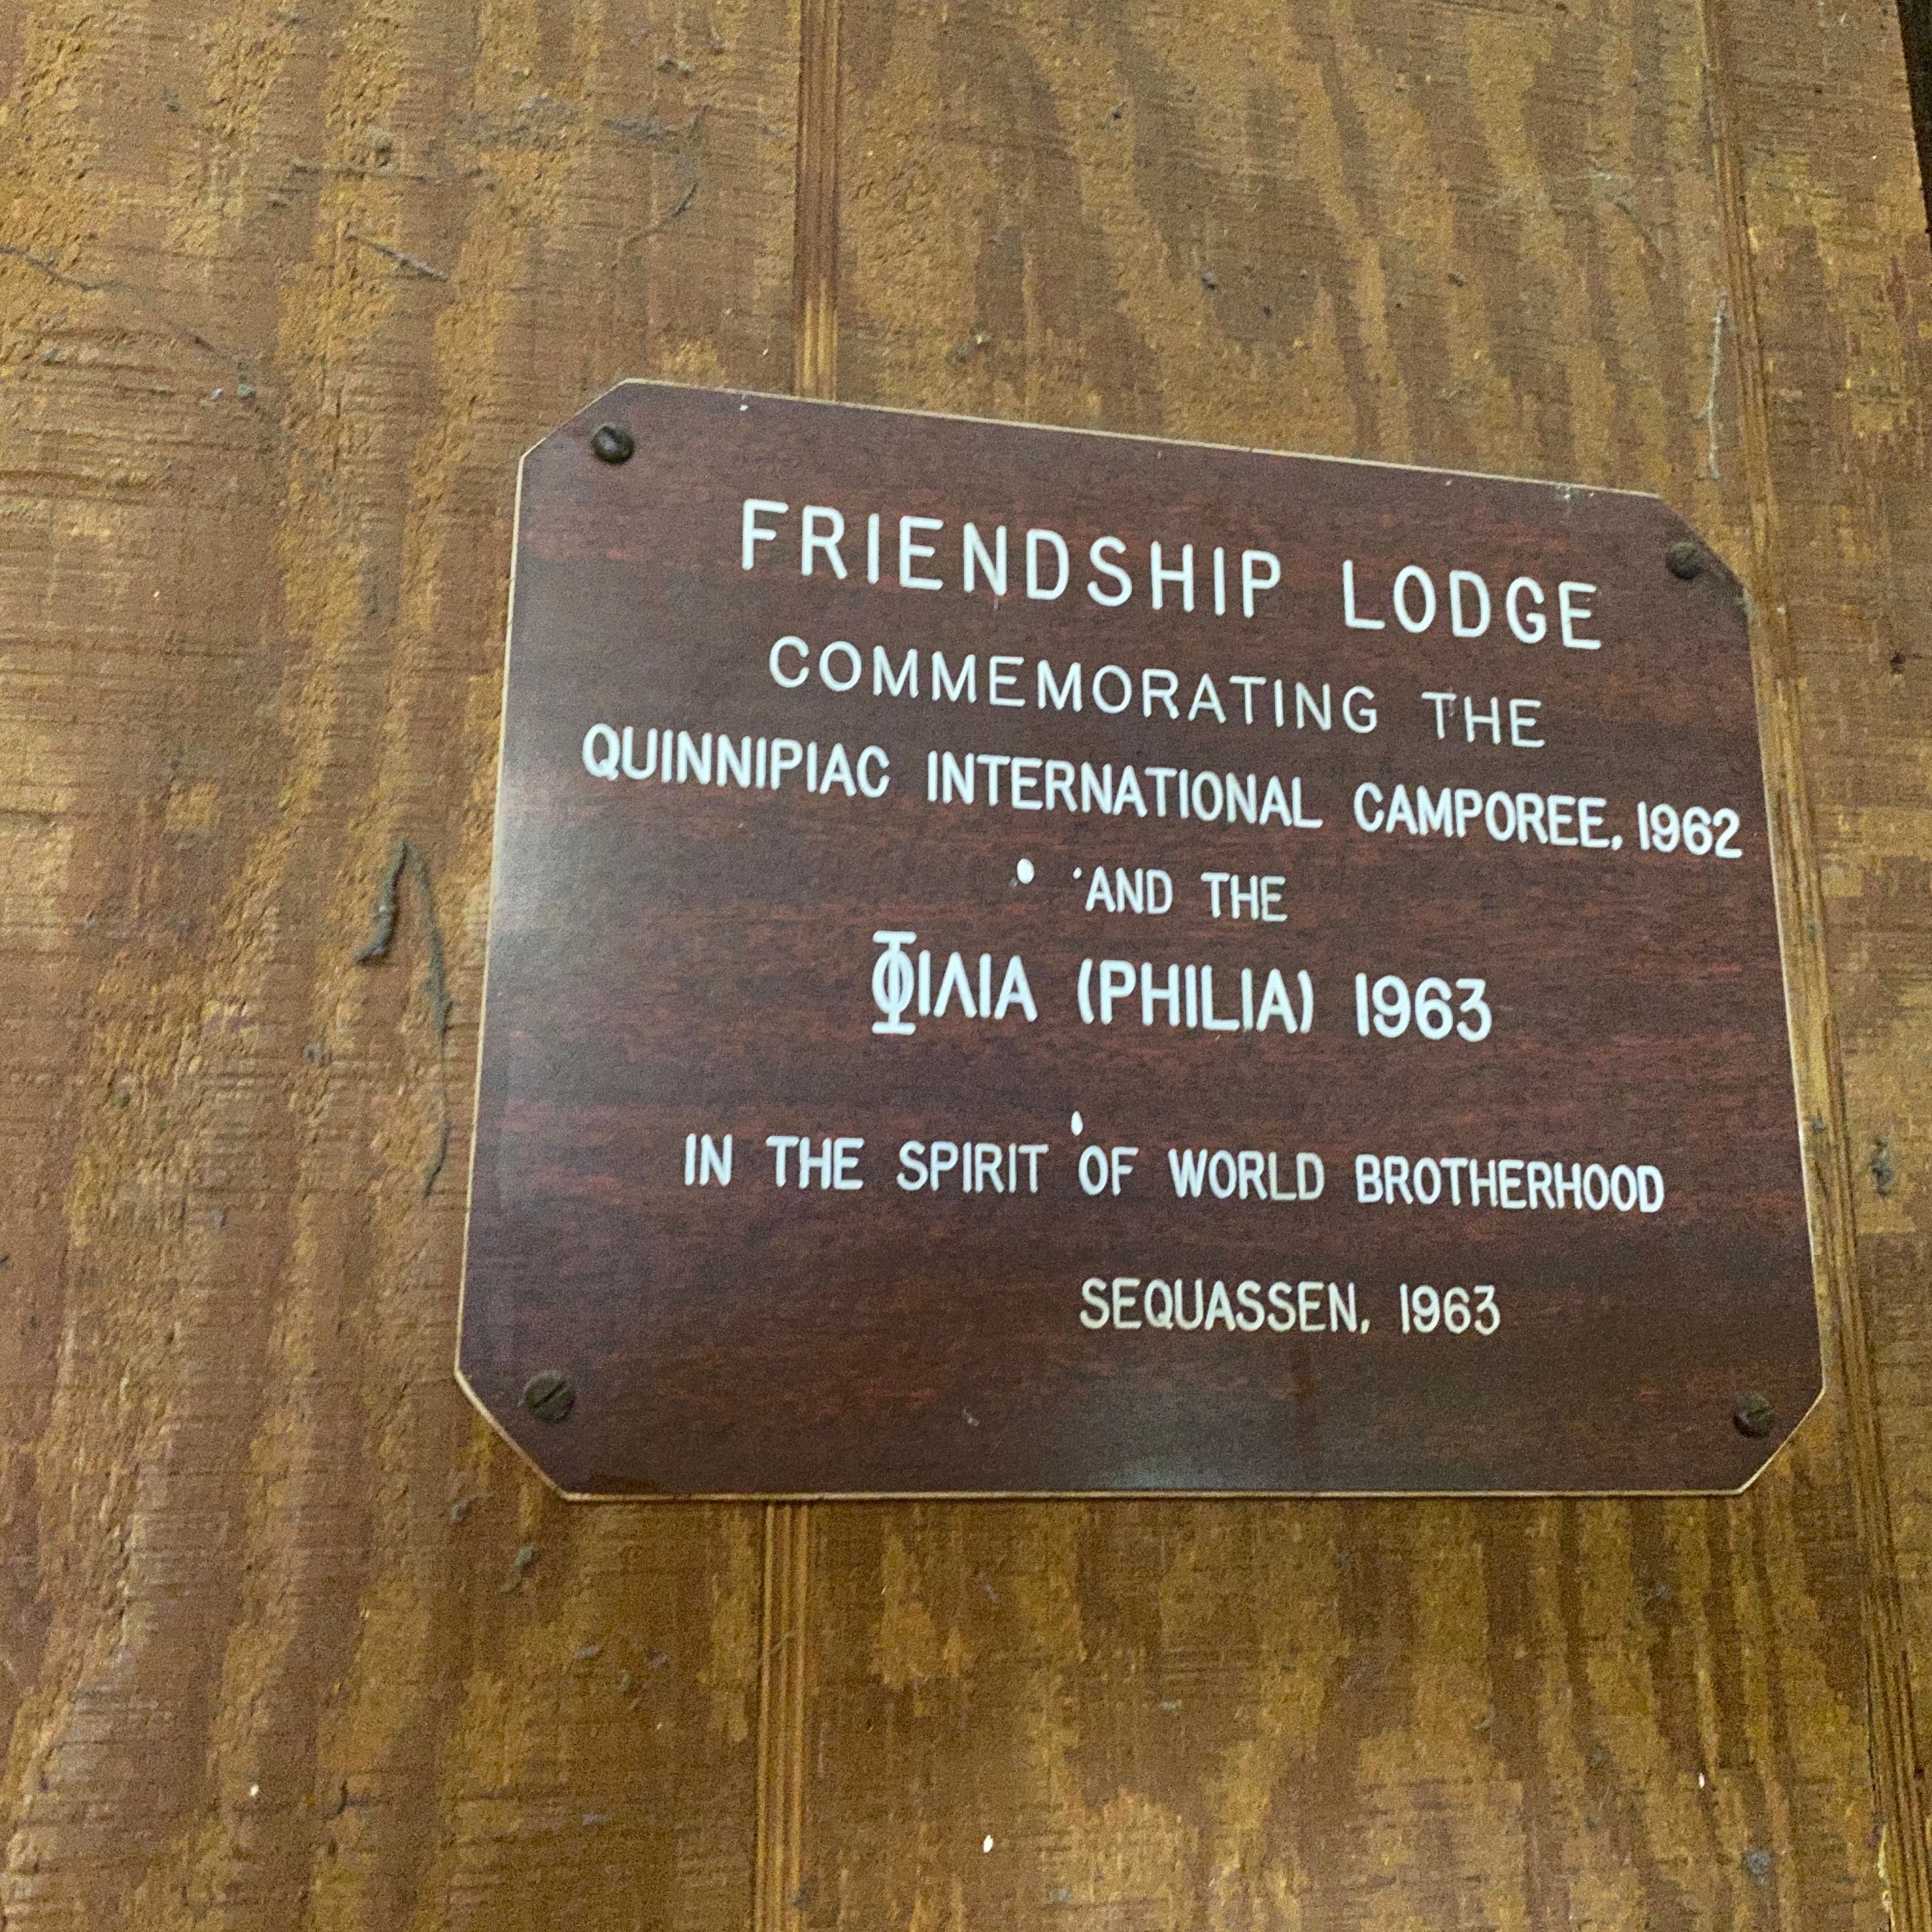 FRIENDSHIP LODGE
COMMEMORATING THE
QUINNIPIAC INTERNATIONAL CAMPOREE, 1962
AND THE
ΦΙΛΙΑ (PHILIA) 1963
IN THE SPIRIT OF WORLD BROTHERHOOD
SEQUASSEN, 1963